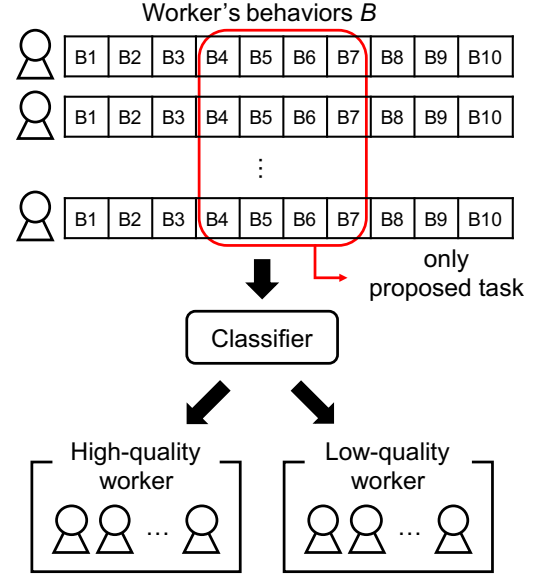 Worker's behaviors B
B1 B2 B3 B4 B5 B6 B7 B8 B9 B10
B1 B2 B3 B4 B5 B6 B7 B8 B9 B10
⋮
B1 B2 B3 B4 B5 B6 B7 B8 B9 B10
only
proposed task
Classifier
High-quality
worker
...
Low-quality
worker
...